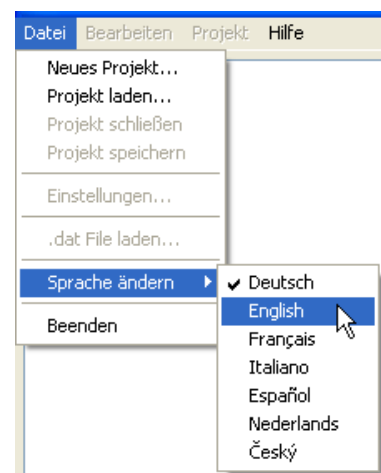 Datei Bearbeiten Projekt Hilfe
Neues Projekt...
Projekt laden...
Projekt schließen
Projekt speichern
Einstellungen...
.dat File laden...
Sprache ändern
Beenden
Deutsch
English
Français
Italiano
Español
Nederlands
Český